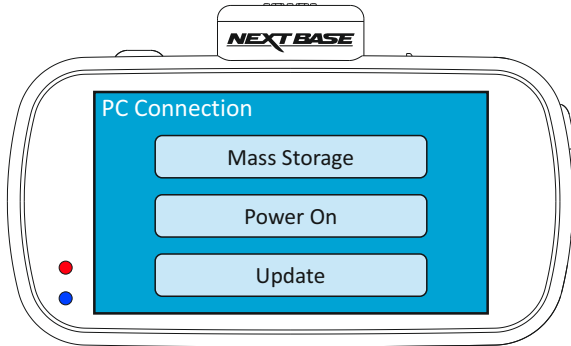 NEXTBASE
PC Connection
Mass Storage
Power On
Update